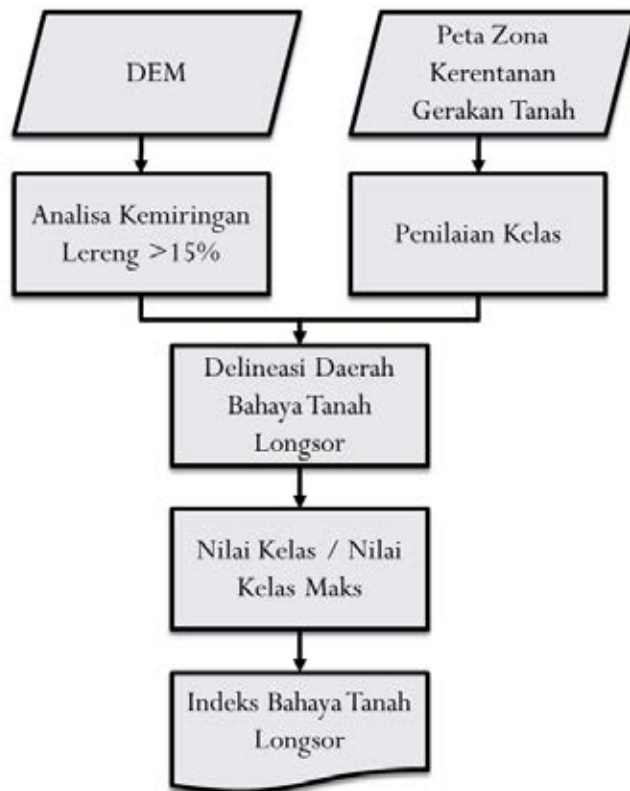 DEM
Peta Zona
Kerentanan
Gerakan Tanah
Analisa Kemiringan
Lereng >15%
Penilaian Kelas
Delineasi Daerah
Bahaya Tanah
Longsor
Nilai Kelas / Nilai
Kelas Maks
Indeks Bahaya Tanah
Longsor